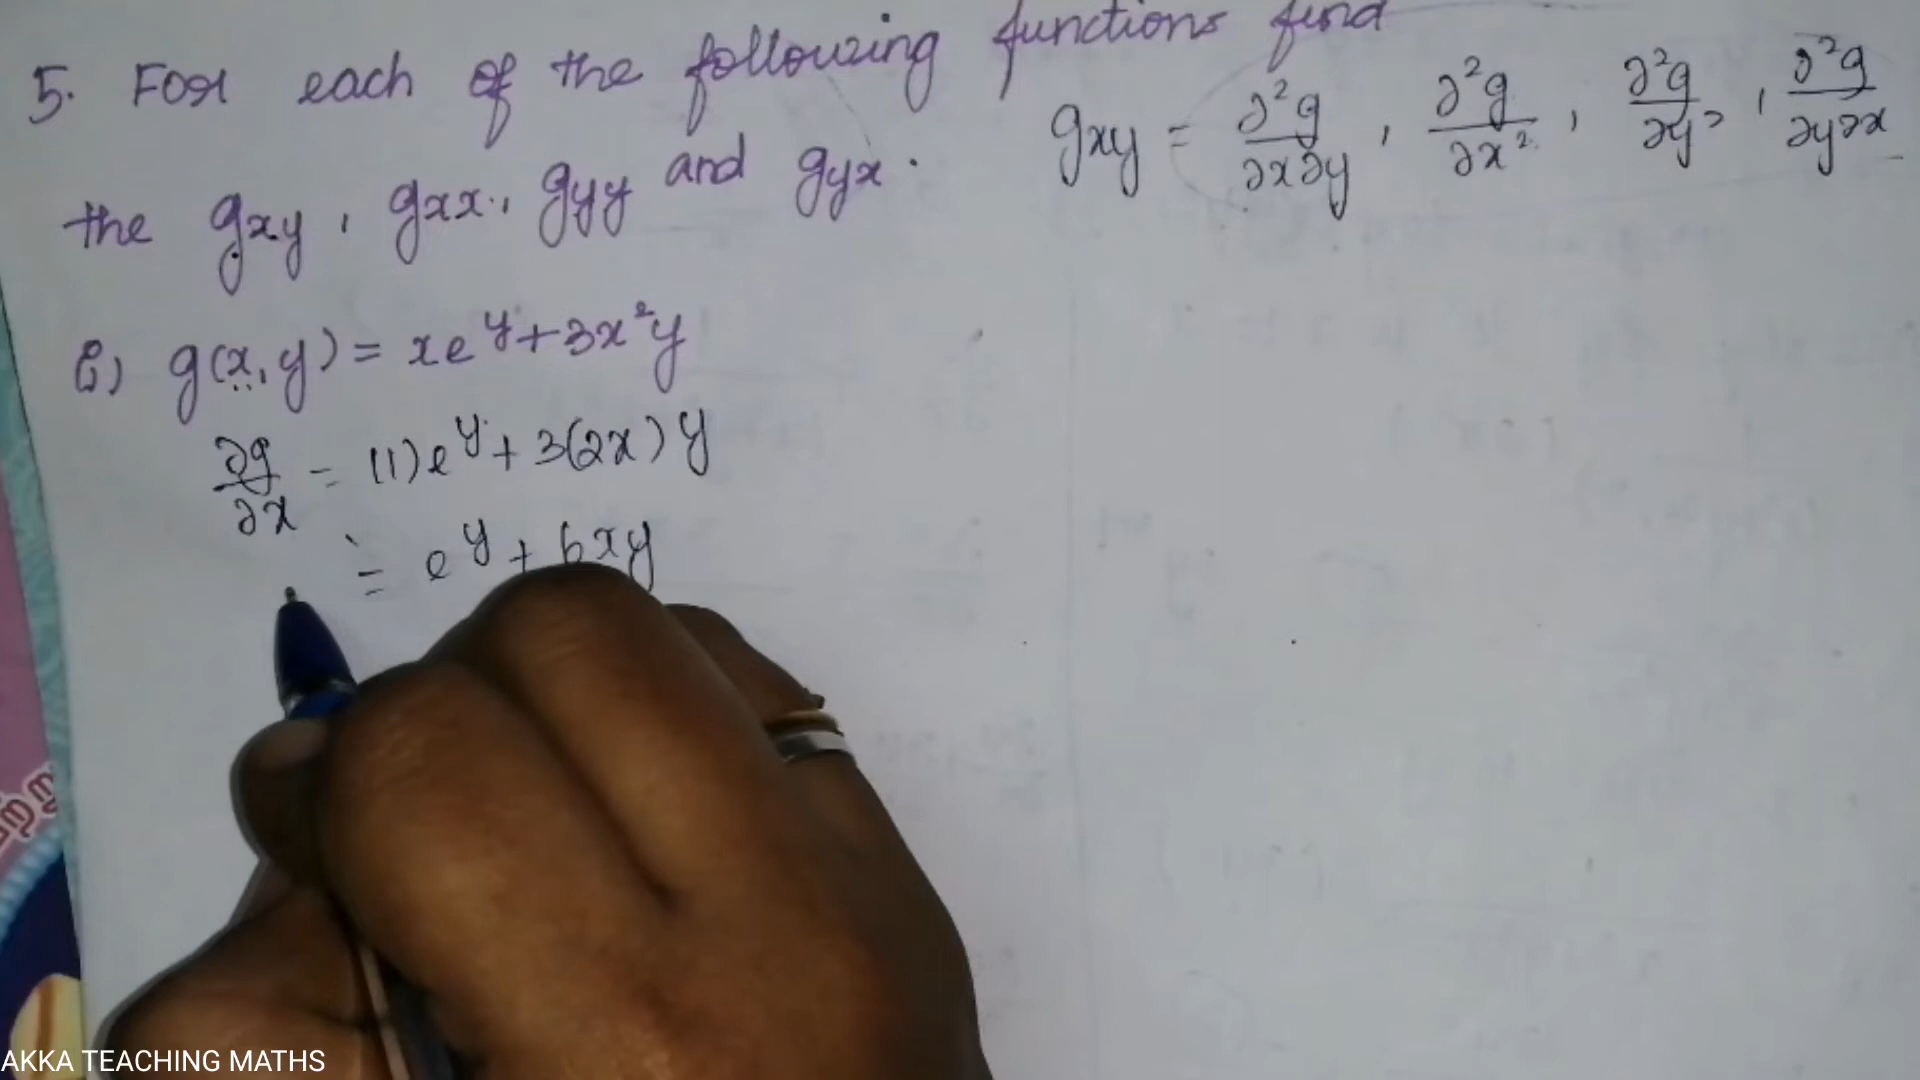 5. For each of the following functions find
the gxy, gxx, gyy and gyx.
gxy = ∂²g/∂x∂y, ∂²g/∂x², ∂²g/∂y², ∂²g/∂y∂x
g(x,y) = xe^y + 3x²y
∂g/∂x = (1)e^y + 3(2x)y
= e^y + 6xy
AKKA TEACHING MATHS